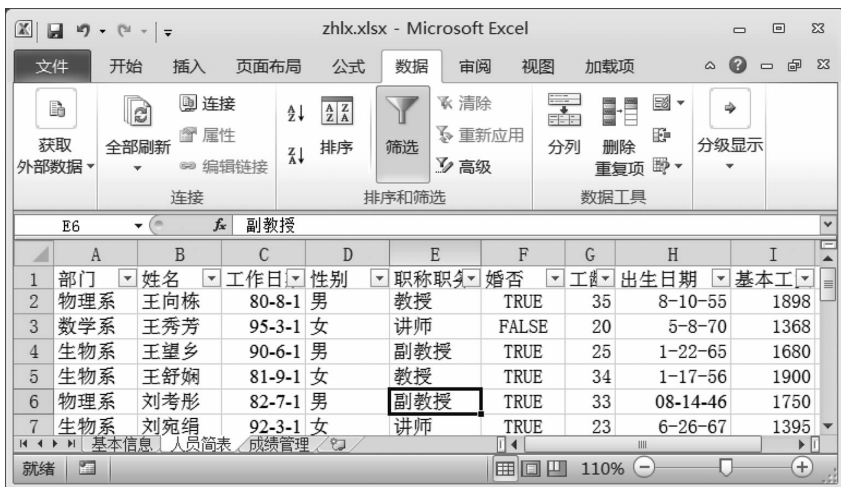 zhlx.xlsx - Microsoft Excel
文件 开始 插入 页面布局 公式 数据 审阅 视图 加载项
获取
外部数据
全部刷新
连接
属性
编辑链接
连接
排序
筛选
清除
重新应用
高级
排序和筛选
分列
删除
重复项
数据工具
分级显示
E6 fx 副教授
A B C D E F G H I
1 部门 姓名 工作日 性别 职称职务 婚否 工龄 出生日期 基本工
2 物理系 王向栋 80-8-1 男 教授 TRUE 35 8-10-55 1898
3 数学系 王秀芳 95-3-1 女 讲师 FALSE 20 5-8-70 1368
4 生物系 王望乡 90-6-1 男 副教授 TRUE 25 1-22-65 1680
5 生物系 王舒娴 81-9-1 女 教授 TRUE 34 1-17-56 1900
6 物理系 刘考彤 82-7-1 男 副教授 TRUE 33 08-14-46 1750
7 生物系 刘宛绢 92-3-1 女 讲师 TRUE 23 6-26-67 1395
基本信息 人员简表 成绩管理
就绪 110%